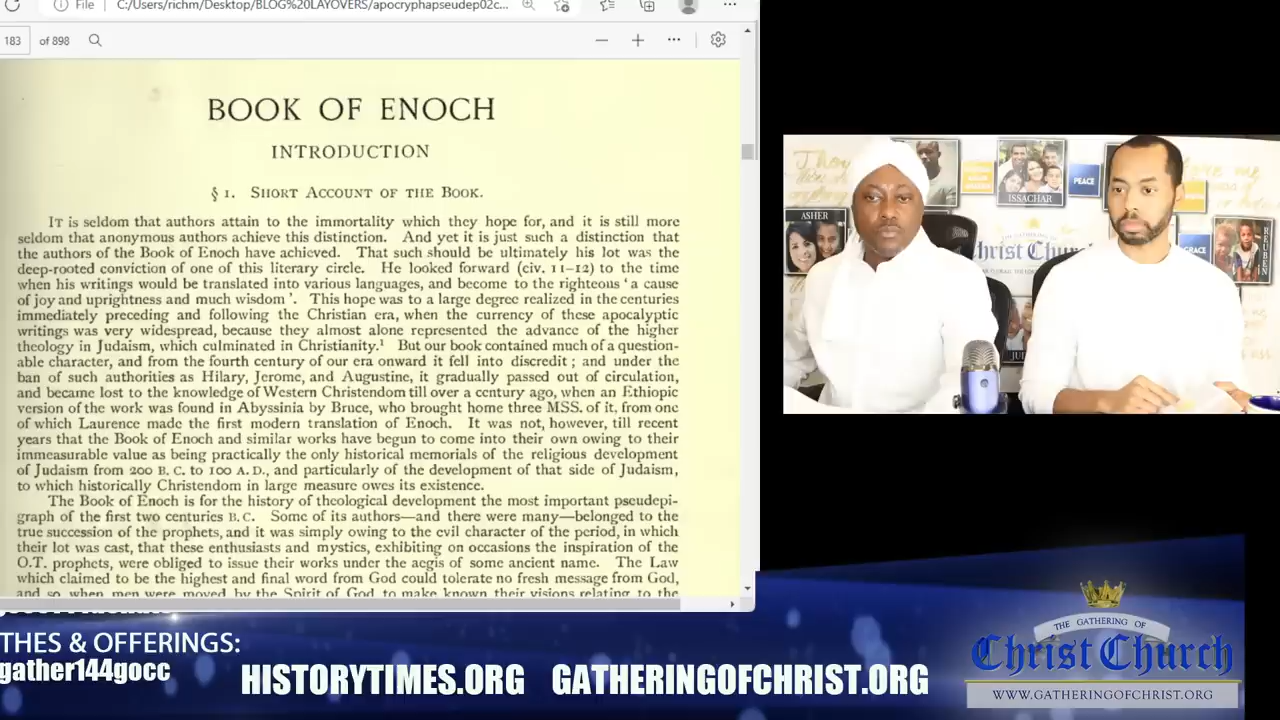 File
C:/Users/richm/Desktop/BLOG%20LAYOVERS/apocryphapseudep02c...
183 of 898
BOOK OF ENOCH
INTRODUCTION
§ 1. SHORT ACCOUNT OF THE BOOK.
IT is seldom that authors attain to the immortality which they hope for, and it is still more
seldom that anonymous authors achieve this distinction. And yet it is just such a distinction that
the authors of the Book of Enoch have achieved. That such should be ultimately his lot was the
deep-rooted conviction of one of this literary circle. He looked forward (civ. 11-12) to the time
when his writings would be translated into various languages, and become to the righteous ' a cause
of joy and uprightness and much wisdom '. This hope was to a large degree realized in the centuries
immediately preceding and following the Christian era, when the currency of these apocalyptic
writings was very widespread, because they almost alone represented the advance of the higher
theology in Judaism, which culminated in Christianity.¹ But our book contained much of a question-
able character, and from the fourth century of our era onward it fell into discredit ; and under the
ban of such authorities as Hilary, Jerome, and Augustine, it gradually passed out of circulation,
and became lost to the knowledge of Western Christendom till over a century ago, when an Ethiopic
version of the work was found in Abyssinia by Bruce, who brought home three MSS. of it, from one
of which Laurence made the first modern translation of Enoch. It was not, however, till recent
years that the Book of Enoch and similar works have begun to come into their own owing to their
immeasurable value as being practically the only historical memorials of the religious development
of Judaism from 200 B.C. to 100 A.D., and particularly of the development of that side of Judaism,
to which historically Christendom in large measure owes its existence.
The Book of Enoch is for the history of theological development the most important pseudepi-
graph of the first two centuries B.C. Some of its authors—and there were many—belonged to the
true succession of the prophets, and it was simply owing to the evil character of the period, in which
their lot was cast, that these enthusiasts and mystics, exhibiting on occasions the inspiration of the
O.T. prophets, were obliged to issue their works under the aegis of some ancient name. The Law
which claimed to be the highest and final word from God could tolerate no fresh message from God,
and so, when men were moved by the Spirit of God to make known their visions relating to the
ASHER
ISSACHAR
PEACE
GRACE
REUBEN
Christ C
THES & OFFERINGS:
gather144gocc
HISTORYTIMES.ORG GATHERINGOFCHRIST.ORG
THE GATHERING OF
Christ Church
WWW.GATHERINGOFCHRIST.ORG